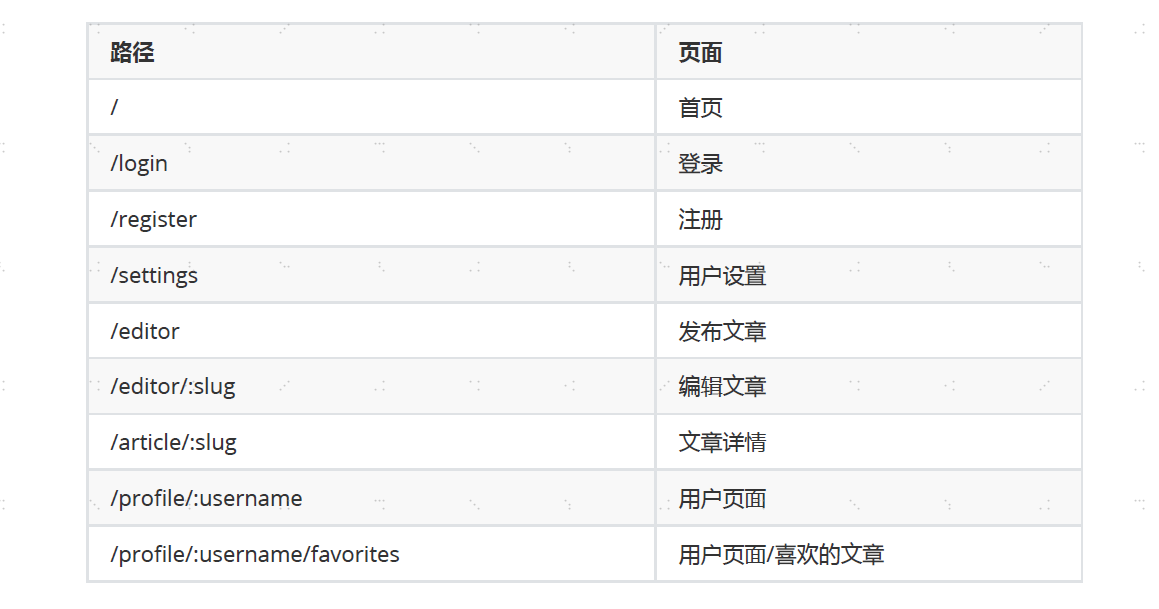 路径 页面
/ 首页
/login 登录
/register 注册
/settings 用户设置
/editor 发布文章
/editor/:slug 编辑文章
/article/:slug 文章详情
/profile/:username 用户页面
/profile/:username/favorites 用户页面/喜欢的文章